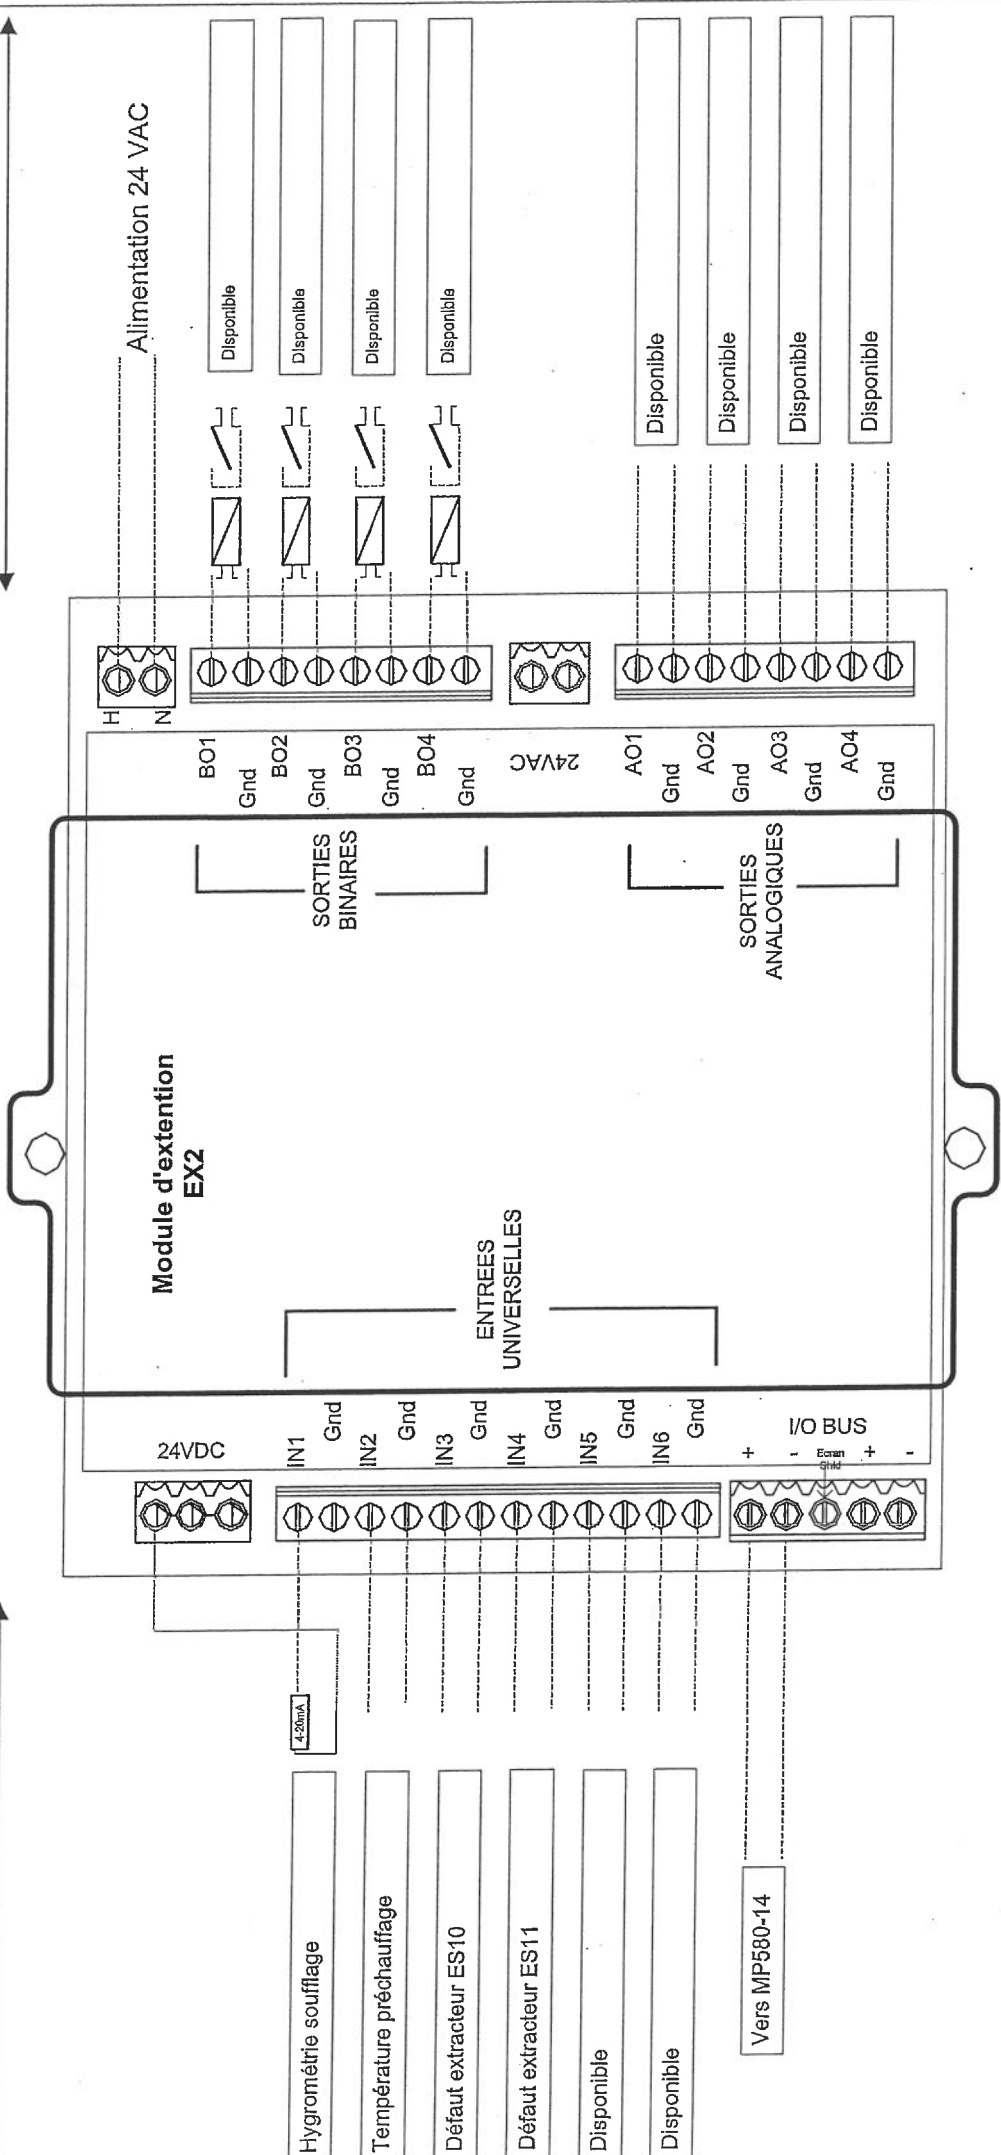 Alimentation 24 VAC
Disponible
Disponible
Disponible
Disponible
Disponible
Disponible
Disponible
Disponible
H
N
BO1
Gnd
BO2
Gnd
BO3
Gnd
BO4
Gnd
24VAC
AO1
Gnd
AO2
Gnd
AO3
Gnd
AO4
Gnd
SORTIES
BINAIRES
SORTIES
ANALOGIQUES
Module d'extention
EX2
ENTREES
UNIVERSELLES
24VDC
IN1
Gnd
IN2
Gnd
IN3
Gnd
IN4
Gnd
IN5
Gnd
IN6
Gnd
I/O BUS
+
-
Ecran
Shld
+
-
4-20mA
Hygrométrie soufflage
Température préchauffage
Défaut extracteur ES10
Défaut extracteur ES11
Disponible
Disponible
Vers MP580-14